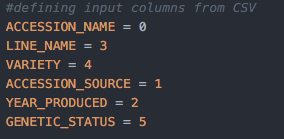 #defining input columns from CSV
ACCESSION_NAME = 0
LINE_NAME = 3
VARIETY = 4
ACCESSION_SOURCE = 1
YEAR_PRODUCED = 2
GENETIC_STATUS = 5